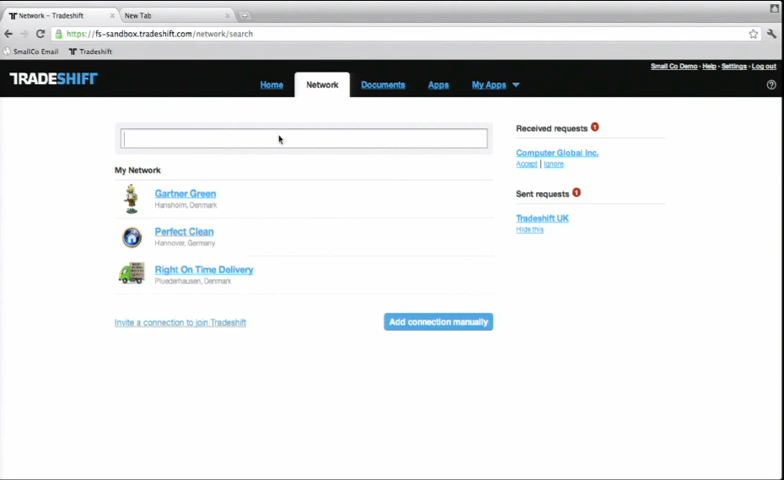 Network - Tradeshift
New Tab
https://fs-sandbox.tradeshift.com/network/search
SmallCo Email
Tradeshift
Small Co Demo · Help · Settings · Log out
TRADESHIFT
Home
Network
Documents
Apps
My Apps
Received requests 1
Computer Global Inc.
Accept | Ignore
My Network
Sent requests 1
Gartner Green
Hansholm, Denmark
Tradeshift UK
Hide this
Perfect Clean
Hannover, Germany
Right On Time Delivery
Pluederhausen, Denmark
Invite a connection to join Tradeshift
Add connection manually